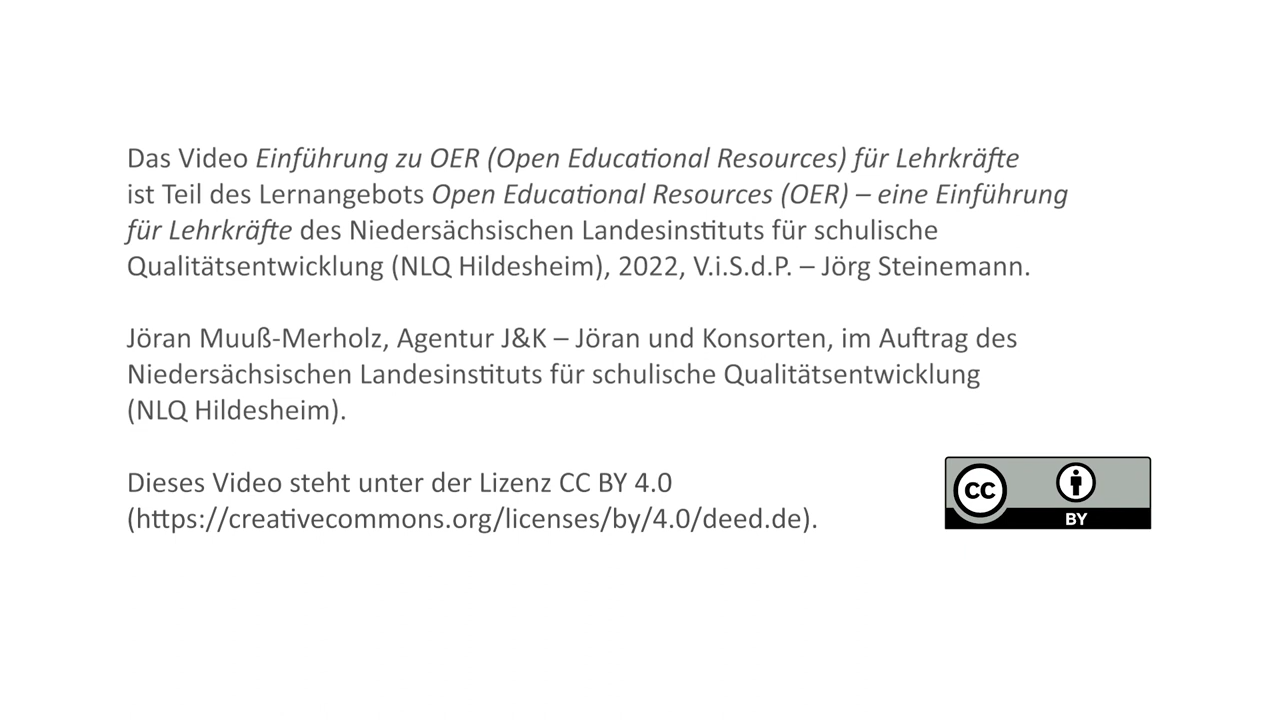 Das Video Einführung zu OER (Open Educational Resources) für Lehrkräfte
ist Teil des Lernangebots Open Educational Resources (OER) – eine Einführung
für Lehrkräfte des Niedersächsischen Landesinstituts für schulische
Qualitätsentwicklung (NLQ Hildesheim), 2022, V.i.S.d.P. – Jörg Steinemann.
Jöran Muuß-Merholz, Agentur J&K – Jöran und Konsorten, im Auftrag des
Niedersächsischen Landesinstituts für schulische Qualitätsentwicklung
(NLQ Hildesheim).
Dieses Video steht unter der Lizenz CC BY 4.0
(https://creativecommons.org/licenses/by/4.0/deed.de).
CC
BY